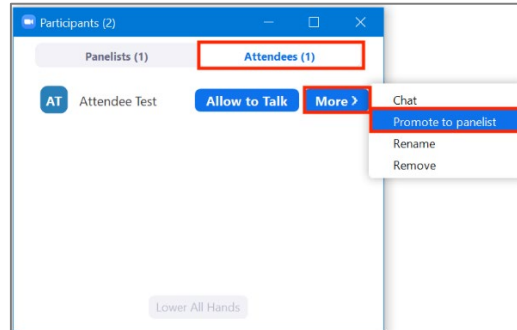 Participants (2)
Panelists (1)
Attendees (1)
AT
Attendee Test
Allow to Talk
More >
Chat
Promote to panelist
Rename
Remove
Lower All Hands